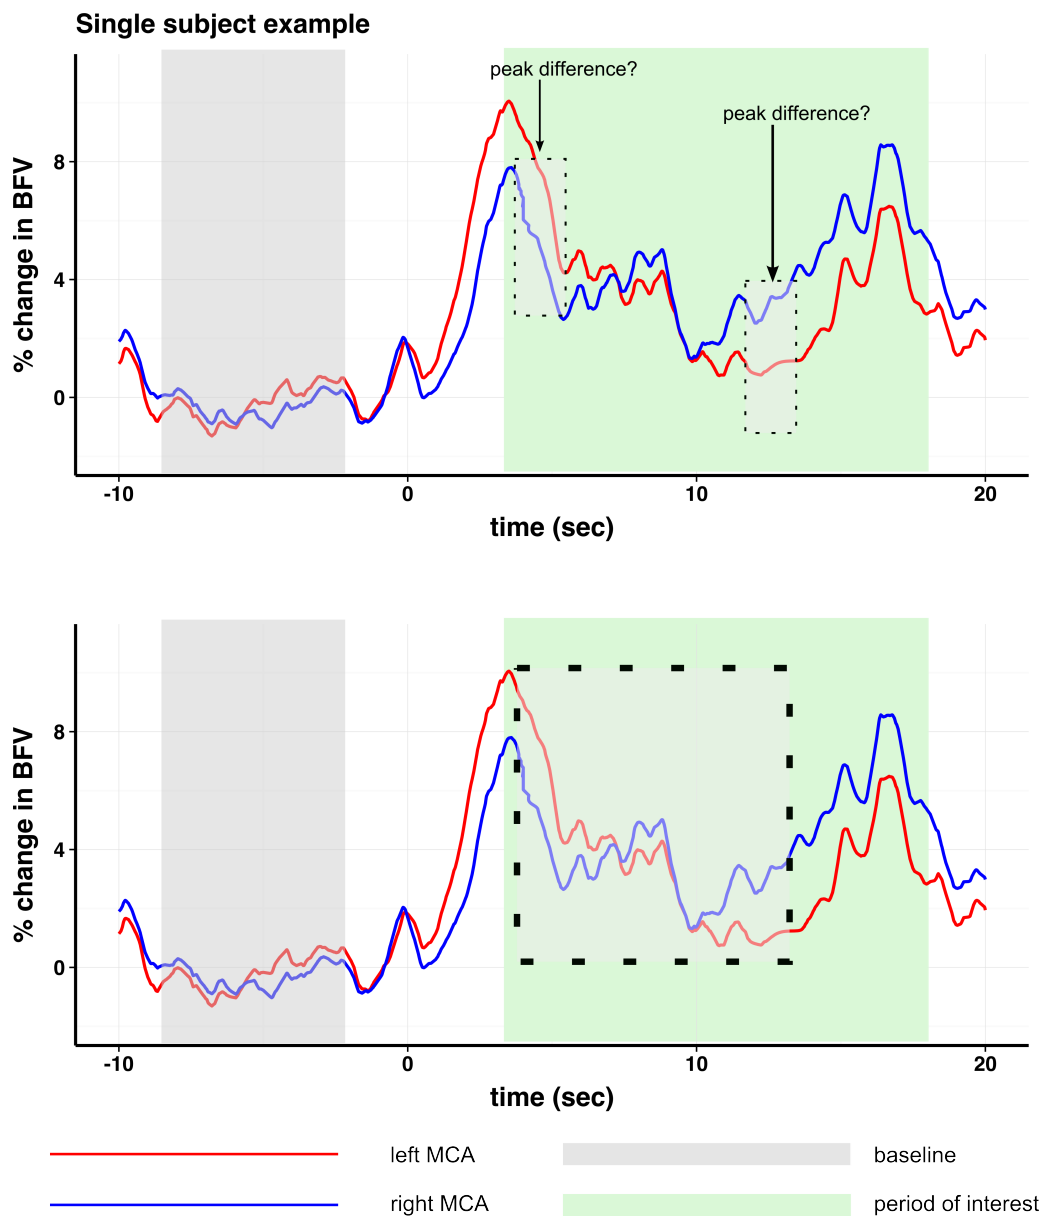 Single subject example
peak difference?
peak difference?
% change in BFV
8
4
0
-10 0 10 20
time (sec)
% change in BFV
8
4
0
-10 0 10 20
time (sec)
left MCA baseline
right MCA period of interest